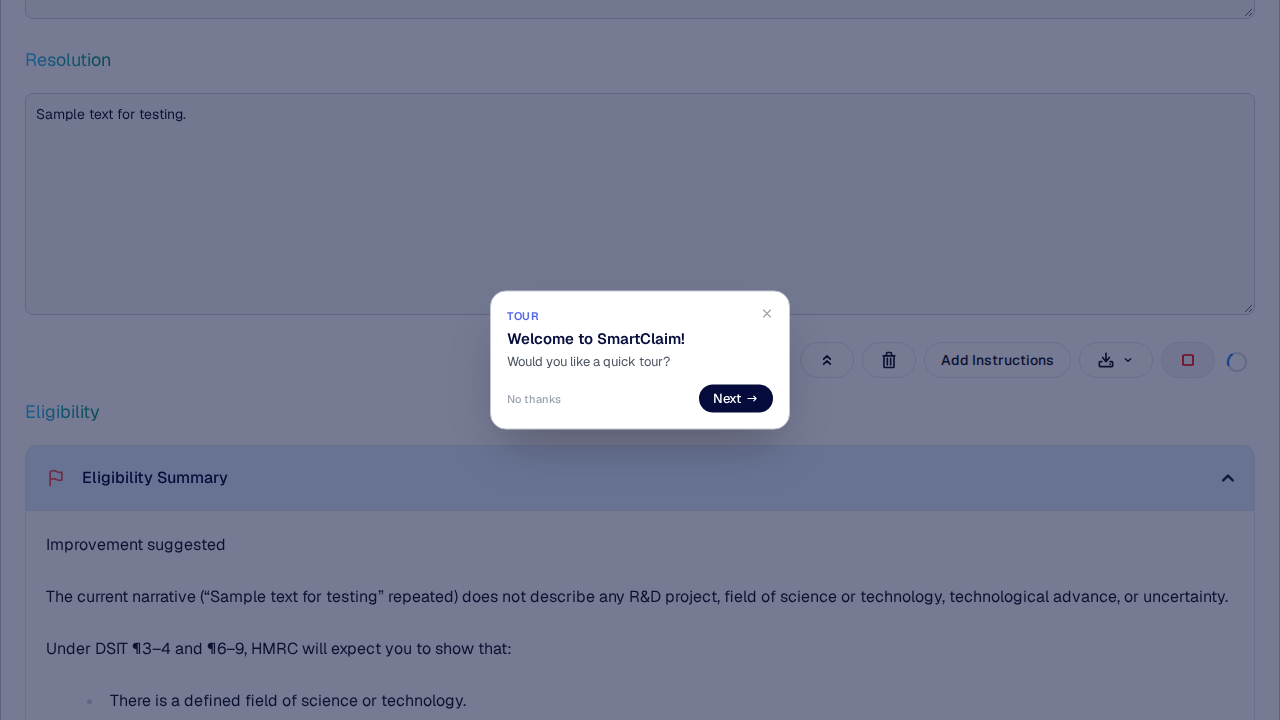 Resolution
Sample text for testing.
TOUR
Welcome to SmartClaim!
Would you like a quick tour?
No thanks
Next →
Add Instructions
Eligibility
Eligibility Summary
Improvement suggested
The current narrative (“Sample text for testing” repeated) does not describe any R&D project, field of science or technology, technological advance, or uncertainty.
Under DSIT ¶3–4 and ¶6–9, HMRC will expect you to show that:
• There is a defined field of science or technology.